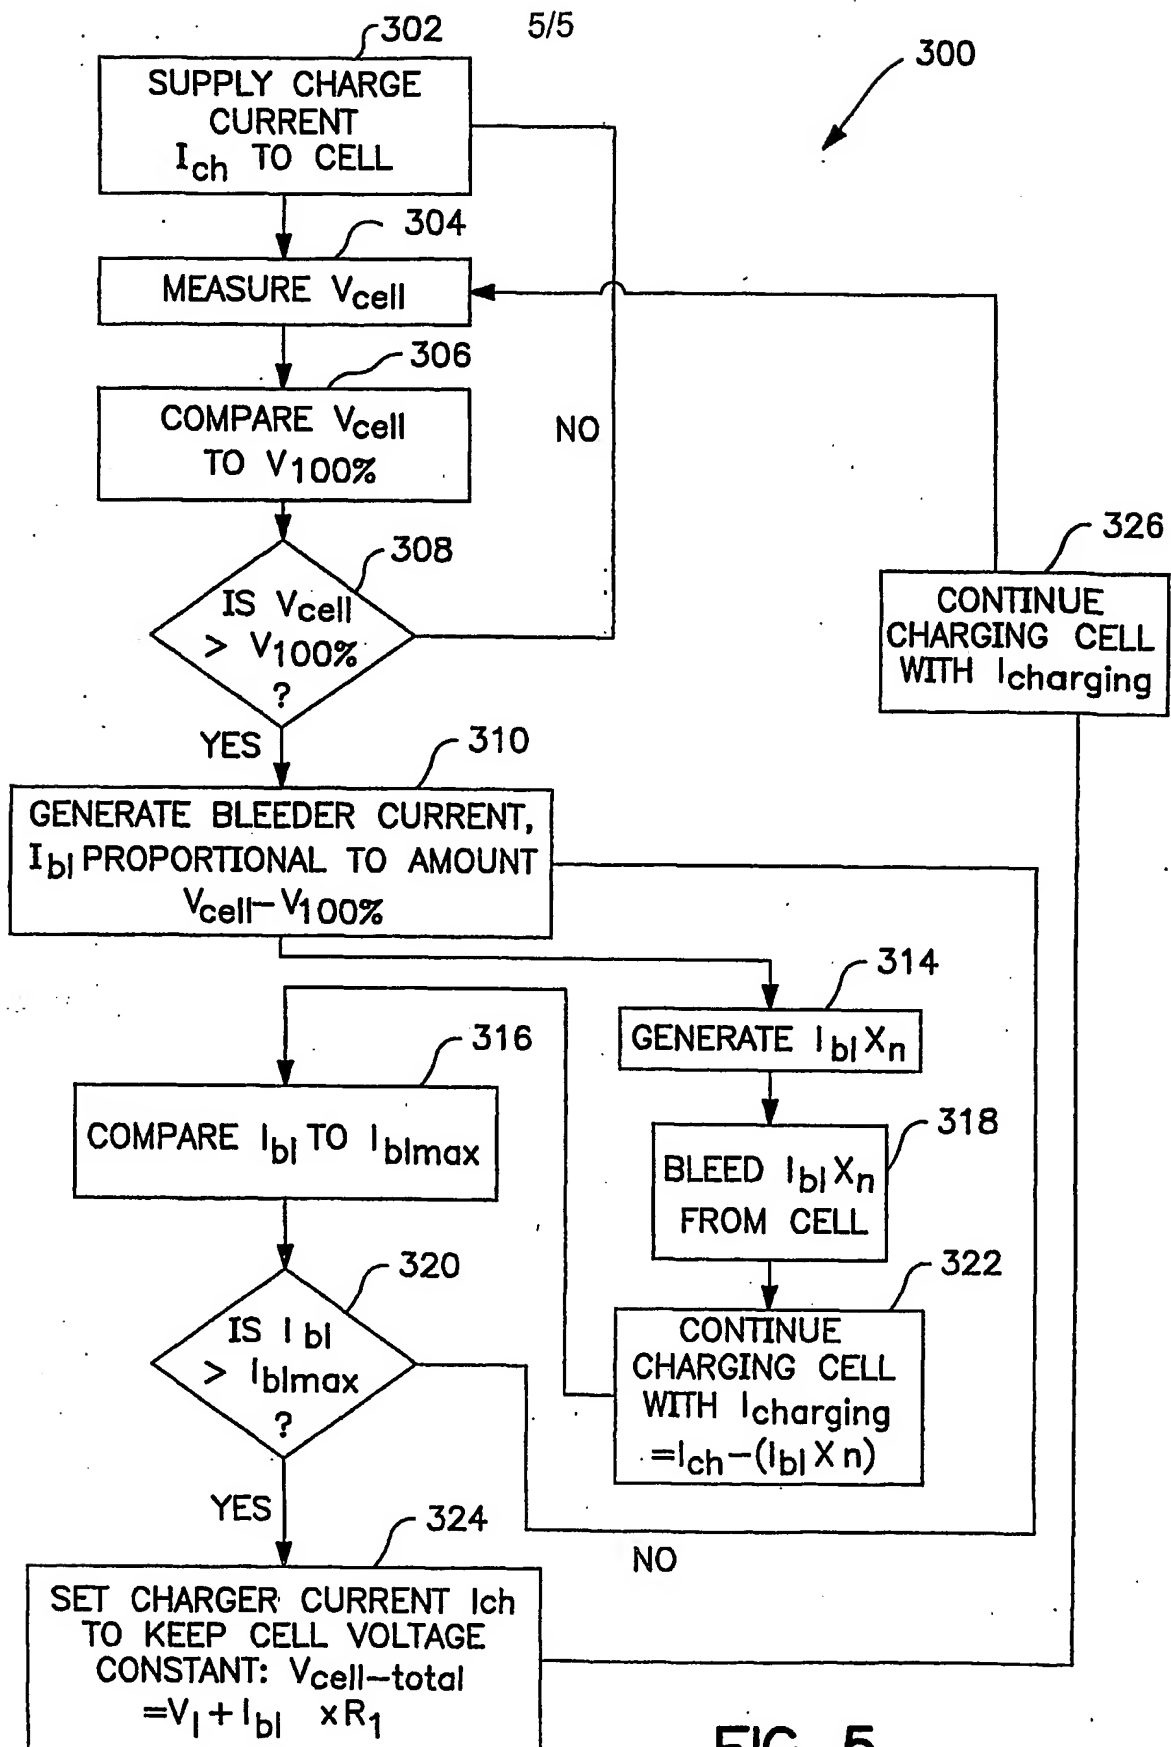 5/5
300
302
SUPPLY CHARGE
CURRENT
Ich TO CELL
304
MEASURE Vcell
306
COMPARE Vcell
TO V100%
NO
308
IS Vcell
> V100%
?
YES
326
CONTINUE
CHARGING CELL
WITH Icharging
310
GENERATE BLEEDER CURRENT,
Ibl PROPORTIONAL TO AMOUNT
Vcell-V100%
314
GENERATE Ibl Xn
316
COMPARE Ibl TO Iblmax
318
BLEED Ibl Xn
FROM CELL
320
IS Ibl
> Iblmax
?
YES
NO
322
CONTINUE
CHARGING CELL
WITH Icharging
=Ich-(Ibl X n)
324
SET CHARGER CURRENT Ich
TO KEEP CELL VOLTAGE
CONSTANT: Vcell-total
=Vl+Ibl xR1
FIG. 5